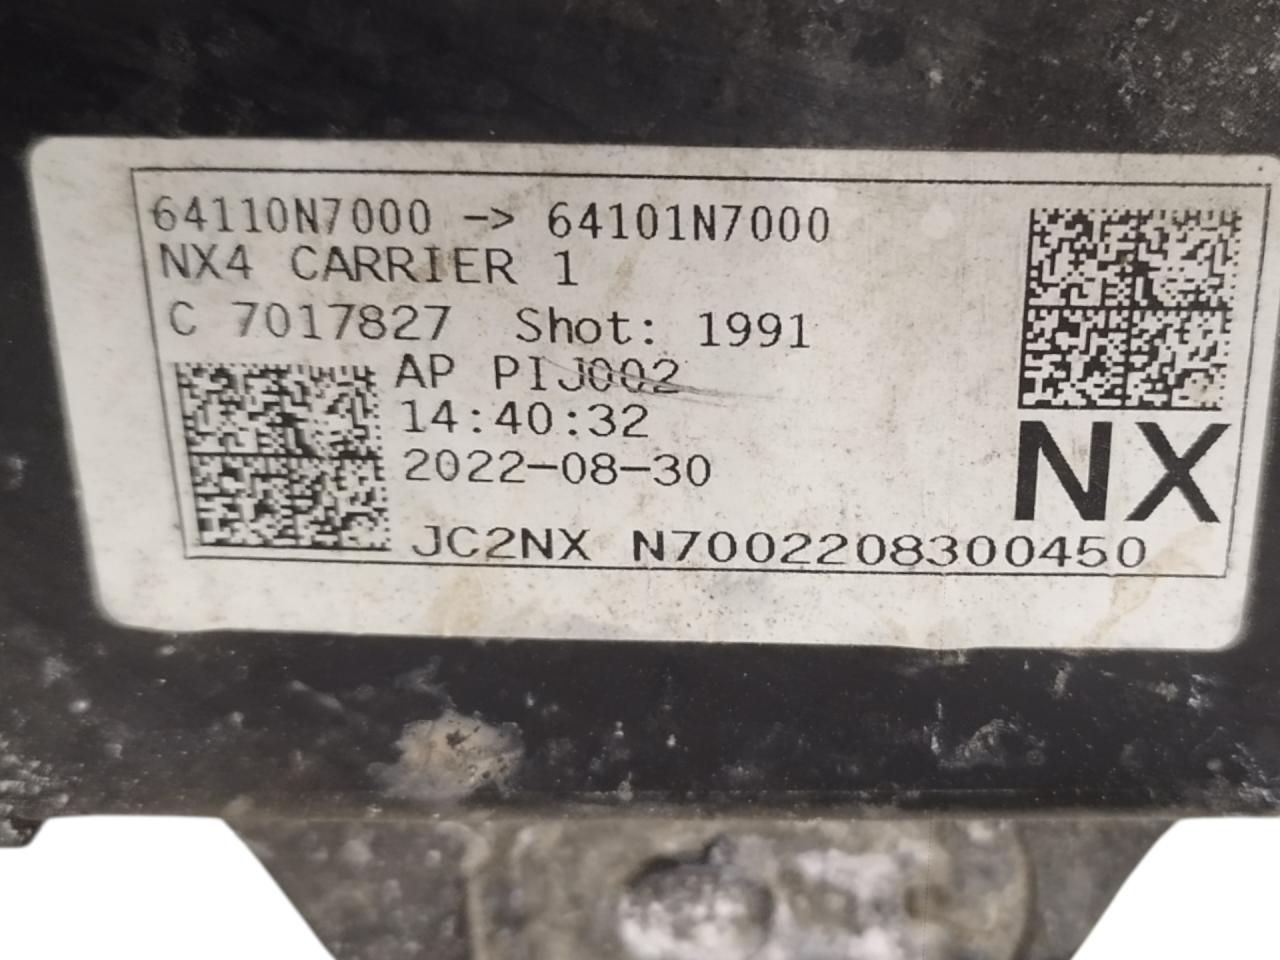 64110N7000 -> 64101N7000
NX4 CARRIER 1
C 7017827 Shot: 1991
AP PIJ002
14:40:32
2022-08-30
NX
JC2NX N7002208300450